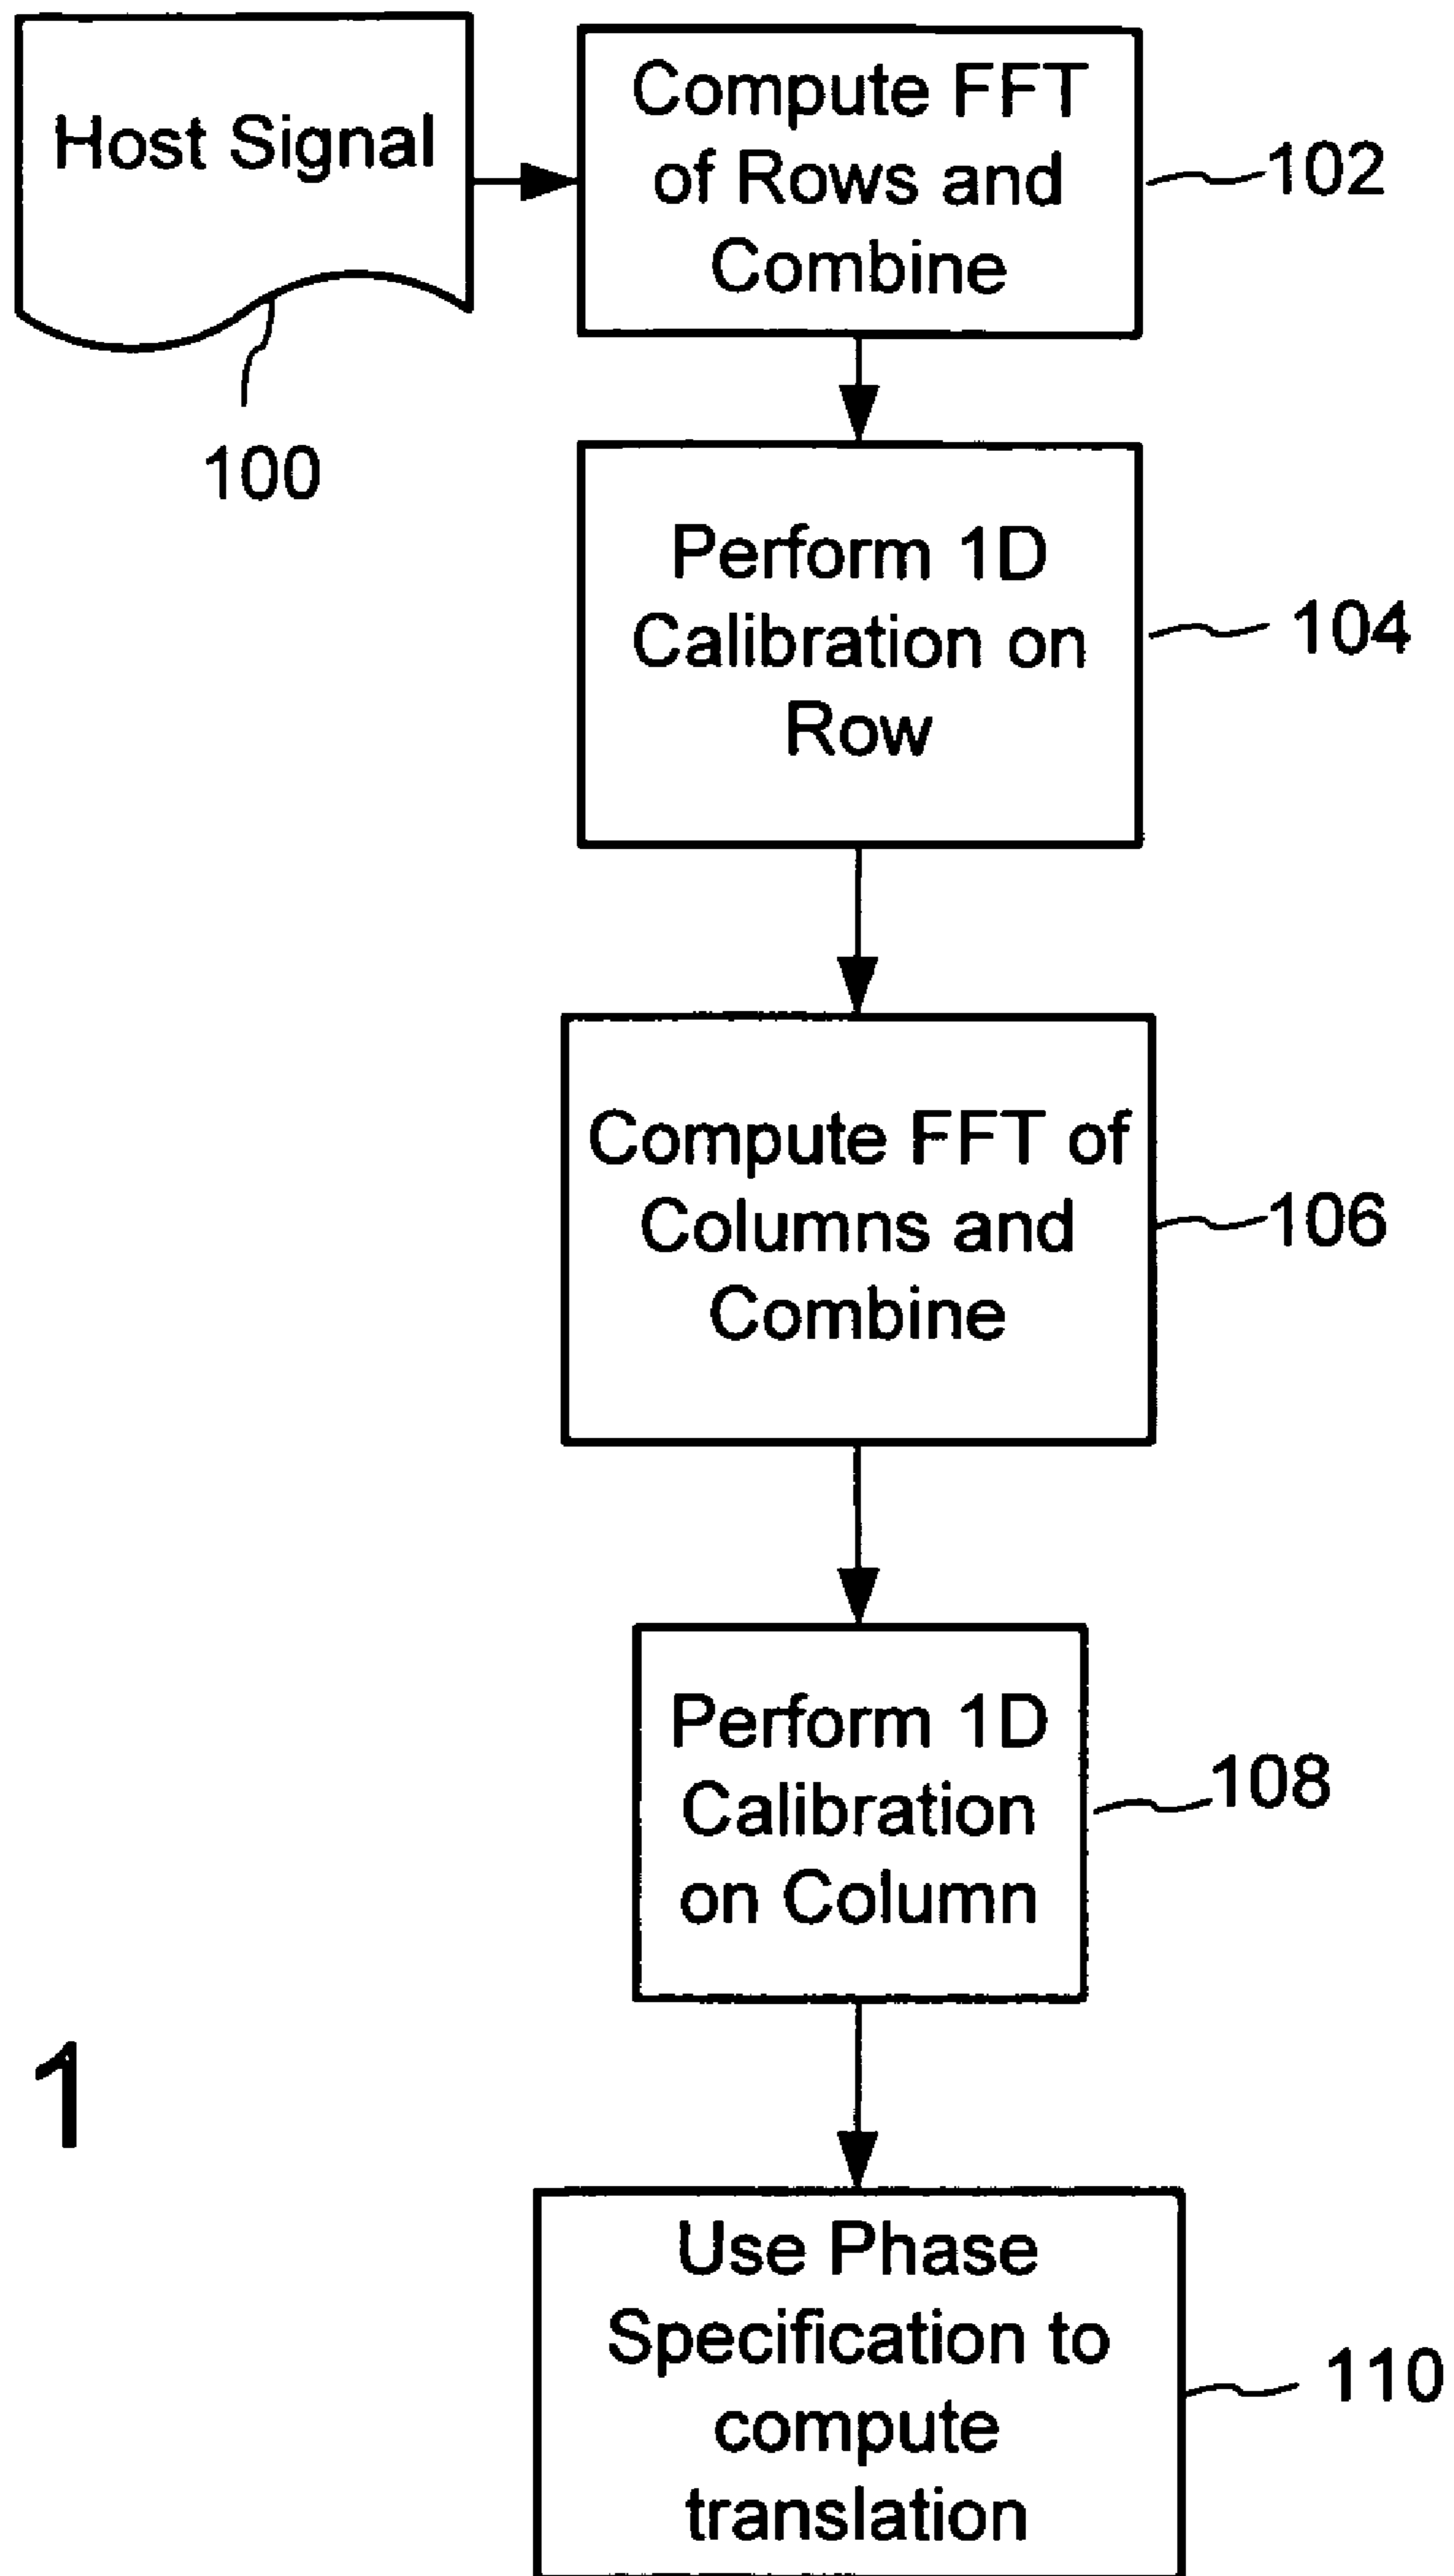 Host Signal
100
Compute FFT
of Rows and
Combine
102
Perform 1D
Calibration on
Row
104
Compute FFT of
Columns and
Combine
106
Perform 1D
Calibration
on Column
108
1
Use Phase
Specification to
compute
translation
110